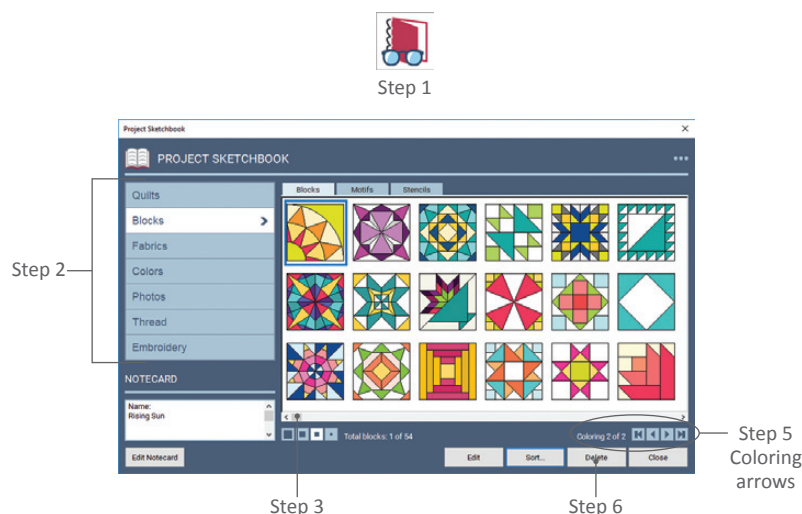 Step 1
Project Sketchbook
PROJECT SKETCHBOOK
Step 2
Quilts
Blocks
Fabrics
Colors
Photos
Thread
Embroidery
Blocks Motifs Stencils
NOTECARD
Name:
Rising Sun
Edit Notecard
Total blocks: 1 of 54
Coloring 2 of 2
Edit Sort... Delete Close
Step 5
Coloring
arrows
Step 3
Step 6